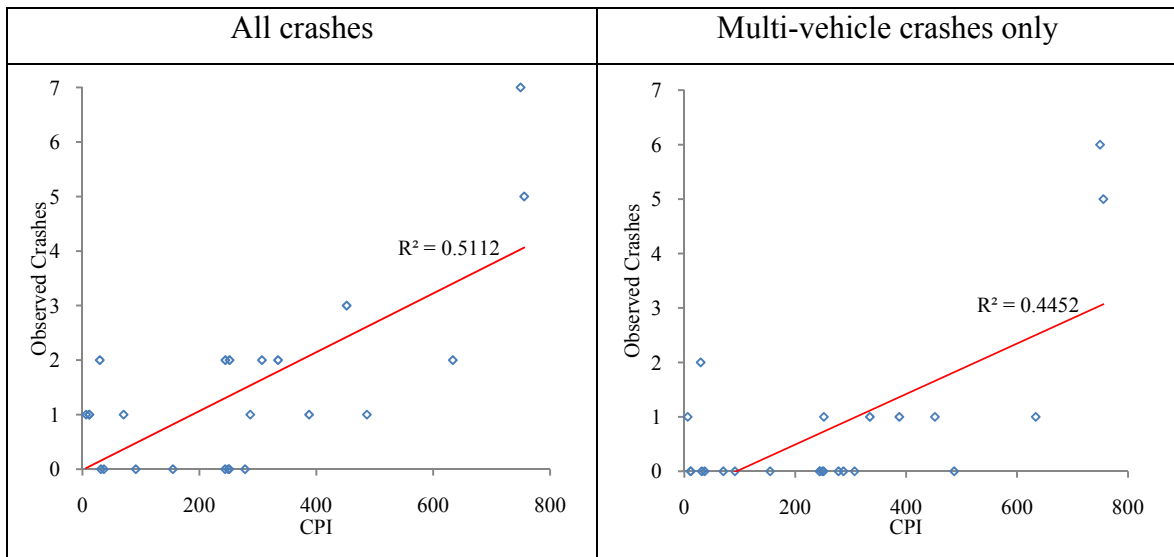 All crashes
Multi-vehicle crashes only
7
6
5
4
3
2
1
0
Observed Crashes
R² = 0.5112
0 200 400 600 800
CPI
7
6
5
4
3
2
1
0
Observed Crashes
R² = 0.4452
0 200 400 600 800
CPI